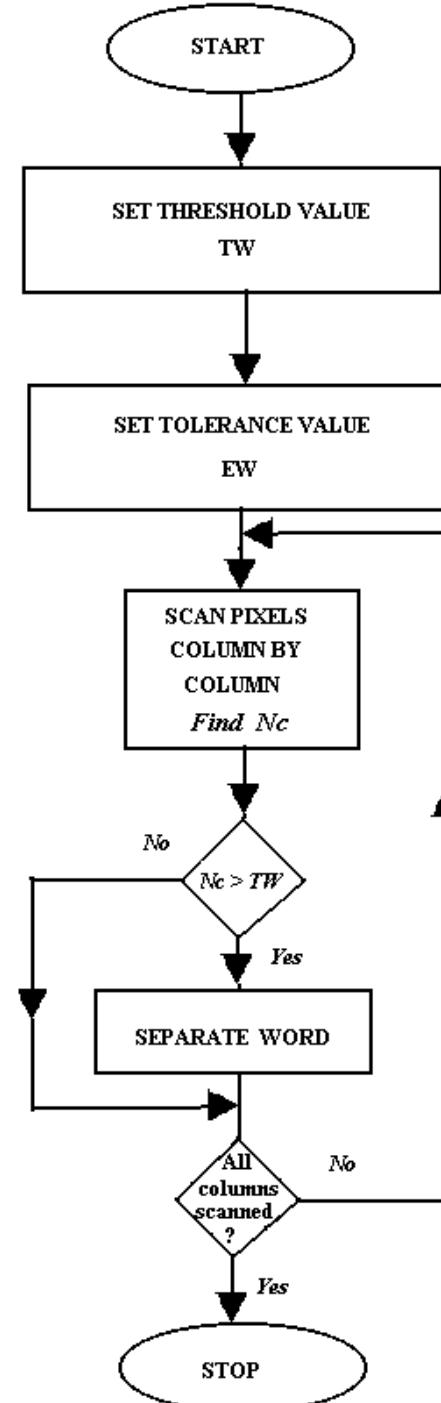 START
SET THRESHOLD VALUE
TW
SET TOLERANCE VALUE
EW
SCAN PIXELS
COLUMN BY
COLUMN
Find Nc
No
Nc > TW
Yes
SEPARATE WORD
All
columns
scanned
?
No
Yes
STOP